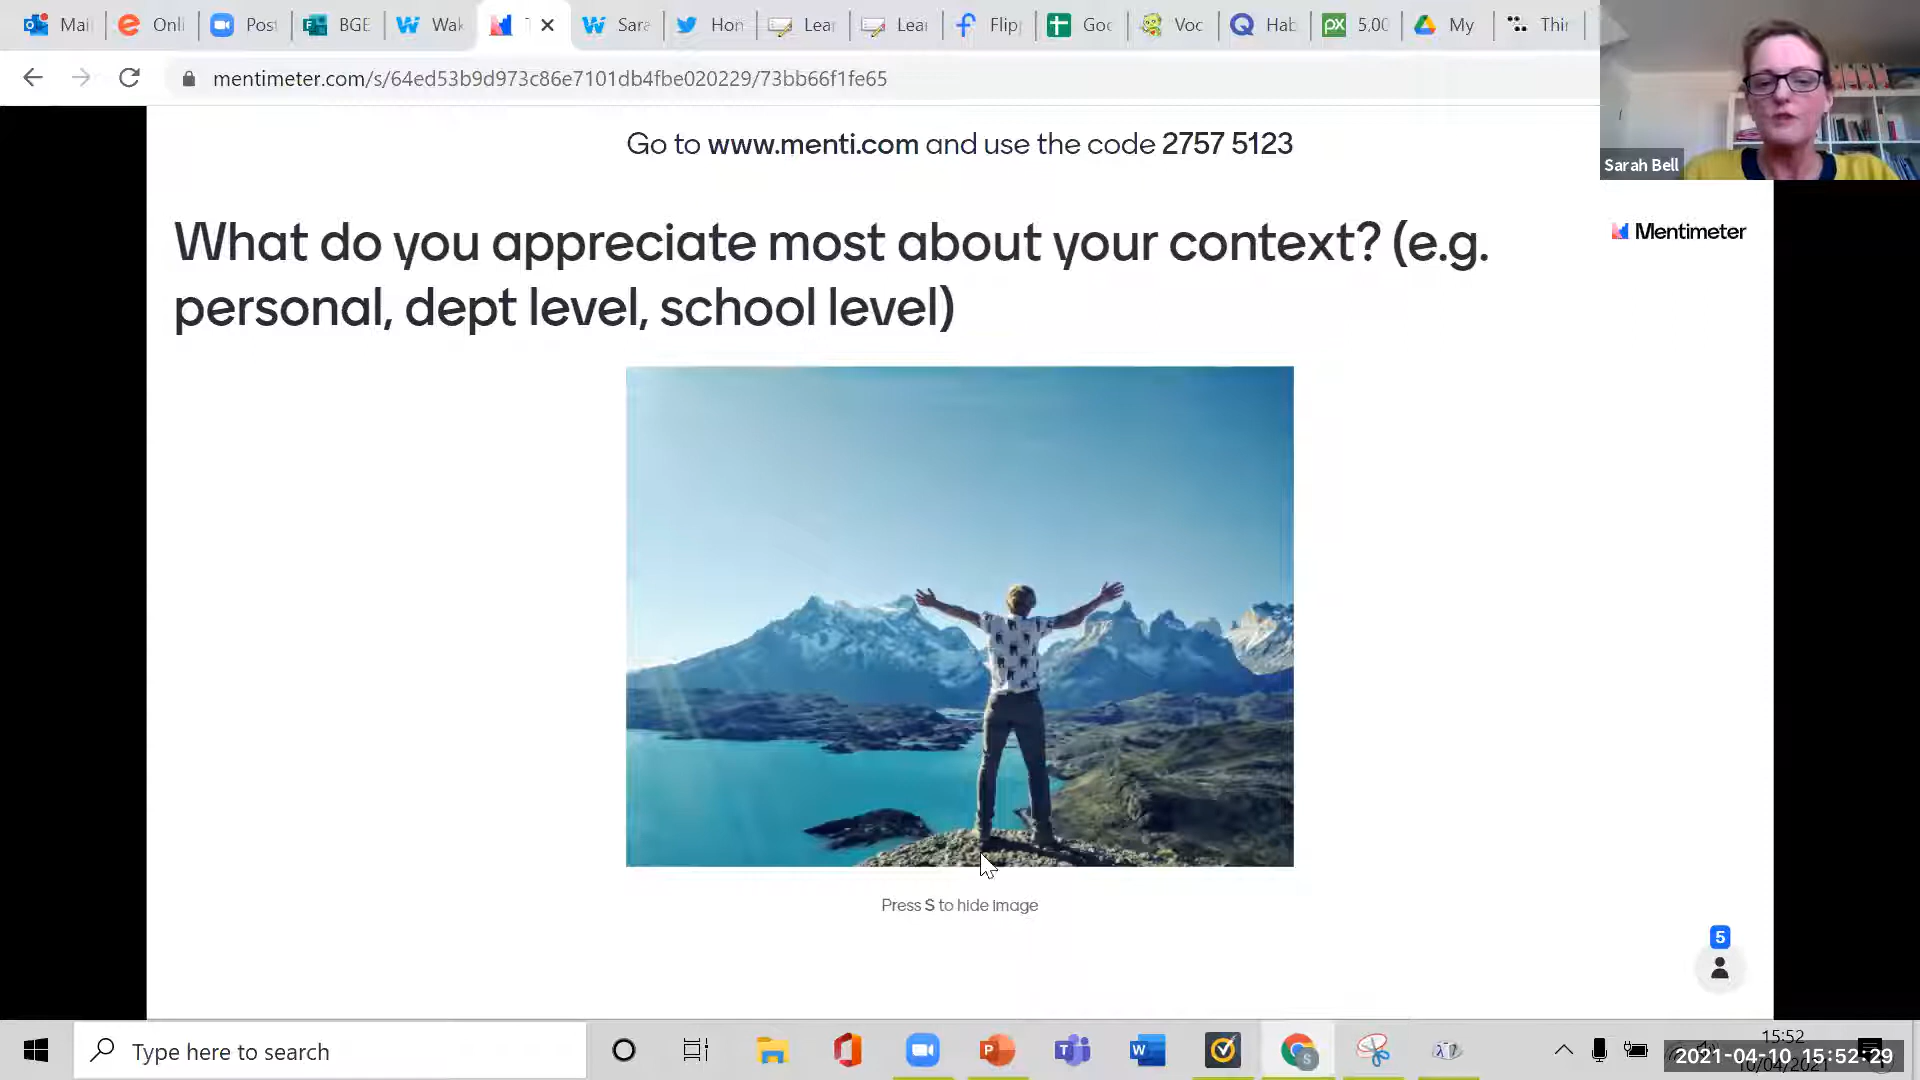 Mai
Onli
Post
BGE
Wak
T
Sara
Hon
Lear
Lear
Flip
Goo
Voc
Hab
px
5,00
My
Thir
mentimeter.com/s/64ed53b9d973c86e7101db4fbe020229/73bb66f1fe65
Sarah Bell
Go to www.menti.com and use the code 2757 5123
Mentimeter
What do you appreciate most about your context? (e.g.
personal, dept level, school level)
Press S to hide image
5
Type here to search
15:52
2021-04-10 15:52:29